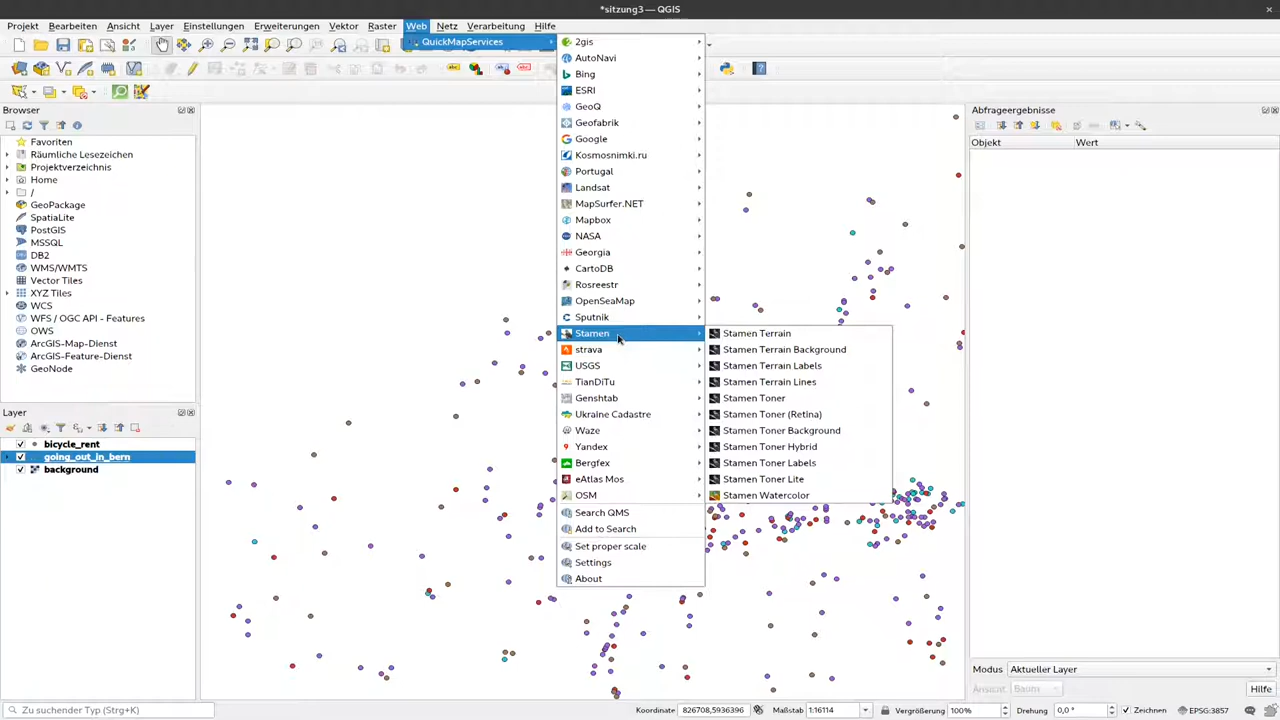 *sitzung3 — QGIS
Projekt Bearbeiten Ansicht Layer Einstellungen Erweiterungen Vektor Raster Web Netz Verarbeitung Hilfe
QuickMapServices
2gis
AutoNavi
Bing
ESRI
GeoQ
Geofabrik
Google
Kosmosnimki.ru
Portugal
Landsat
MapSurfer.NET
Mapbox
NASA
Georgia
CartoDB
Rosreestr
OpenSeaMap
Sputnik
Stamen
strava
USGS
TianDiTu
Genshtab
Ukraine Cadastre
Waze
Yandex
Bergfex
eAtlas Mos
OSM
Search QMS
Add to Search
Set proper scale
Settings
About
Stamen Terrain
Stamen Terrain Background
Stamen Terrain Labels
Stamen Terrain Lines
Stamen Toner
Stamen Toner (Retina)
Stamen Toner Background
Stamen Toner Hybrid
Stamen Toner Labels
Stamen Toner Lite
Stamen Watercolor
Browser
Favoriten
Räumliche Lesezeichen
Projektverzeichnis
Home
/
GeoPackage
SpatiaLite
PostGIS
MSSQL
DB2
WMS/WMTS
Vector Tiles
XYZ Tiles
WCS
WFS / OGC API - Features
OWS
ArcGIS-Map-Dienst
ArcGIS-Feature-Dienst
GeoNode
Layer
bicycle_rent
going_out_in_bern
background
Abfrageergebnisse
Objekt Wert
Modus Aktueller Layer
Ansicht Baum
Hilfe
Zu suchender Typ (Strg+K)
Koordinate 826708,5936396 Maßstab 1:16114 Vergrößerung 100% Drehung 0,0 ° Zeichnen EPSG:3857